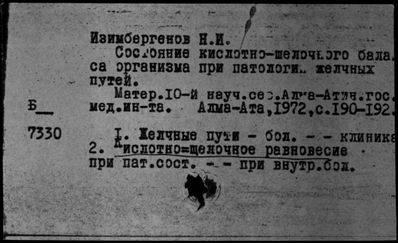 Изимбергенов Н.И.
Состояние кислотно-щелочного бала
са организма при патологии желчных
путей.
Матер.10-й науч.сес.Алма-Атин.гос.
Б__ мед.ин-та. Алма-Ата,1972,с.190-192.
7330 I. Желчные пути - бол. - - клиника
2. Кислотно=щелочное равновесие
при пат.сост. - - при внутр.бол.